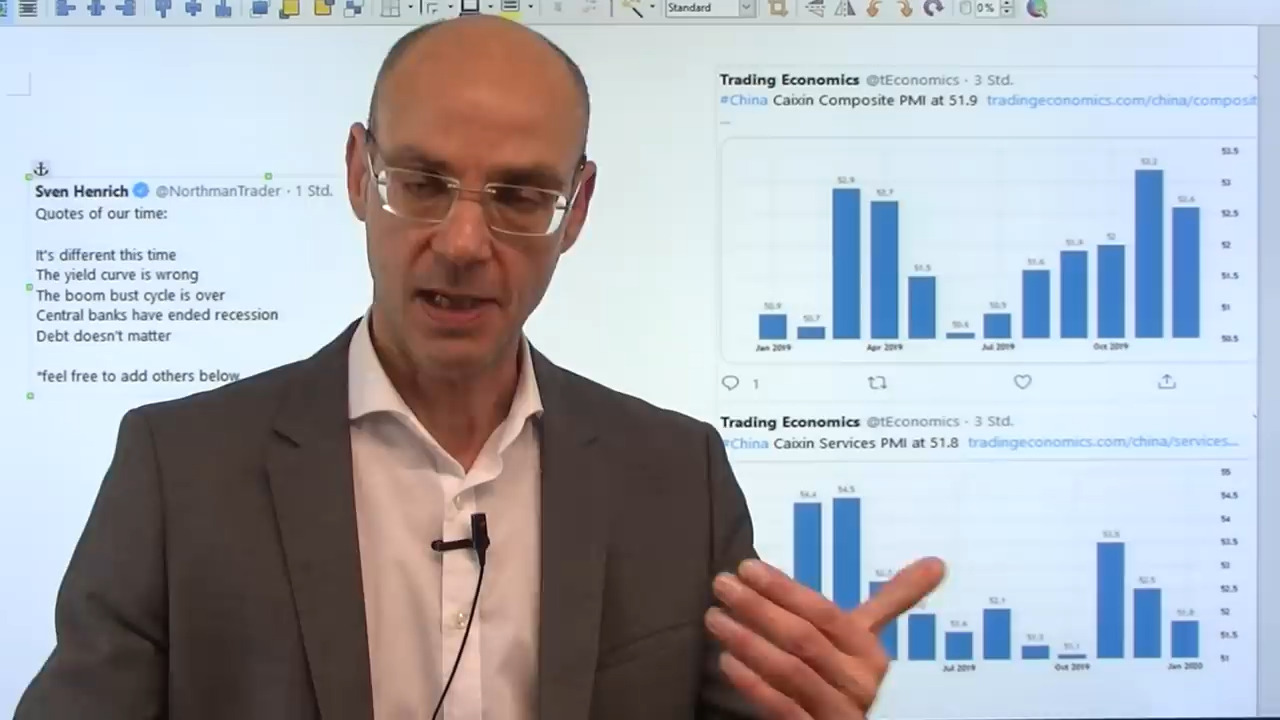 Standard
0%
Sven Henrich @NorthmanTrader · 1 Std.
Quotes of our time:
It's different this time
The yield curve is wrong
The boom bust cycle is over
Central banks have ended recession
Debt doesn't matter
*feel free to add others below
Trading Economics @tEconomics · 3 Std.
#China Caixin Composite PMI at 51.9 tradingeconomics.com/china/composit
...
53.5
53
52.5
52
51.5
51
50.5
50.9
50.7
52.9
52.7
51.5
50.6
50.9
51.6
51.9
52
53.2
52.6
Jan 2019
Apr 2019
Jul 2019
Oct 2019
1
Trading Economics @tEconomics · 3 Std.
#China Caixin Services PMI at 51.8 tradingeconomics.com/china/services...
55
54.5
54
53.5
53
52.5
52
51.5
51
54.4
54.5
51.6
52.1
51.3
51.1
53.5
52.5
51.8
Jul 2019
Oct 2019
Jan 2020